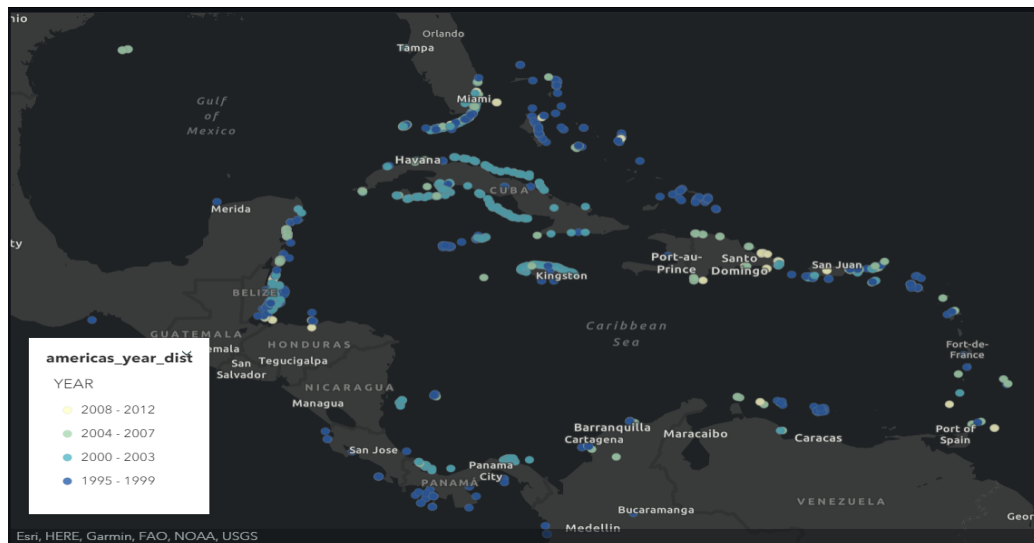 io
Orlando
Tampa
Gulf
of
Mexico
Miami
Havana
CUBA
Merida
ty
Port-au-
Prince
Santo
Domingo
San Juan
Kingston
BELIZE
Caribbean
Sea
GUATEMALA
emala
HONDURAS
San
Salvador
Tegucigalpa
Fort-de-
France
NICARAGUA
Managua
Barranquilla
Cartagena
Maracaibo
Caracas
Port of
Spain
San Jose
Panama
City
PANAMÁ
VENEZUELA
Bucaramanga
Medellin
Geor
americas_year_dist
YEAR
2008 - 2012
2004 - 2007
2000 - 2003
1995 - 1999
Esri, HERE, Garmin, FAO, NOAA, USGS